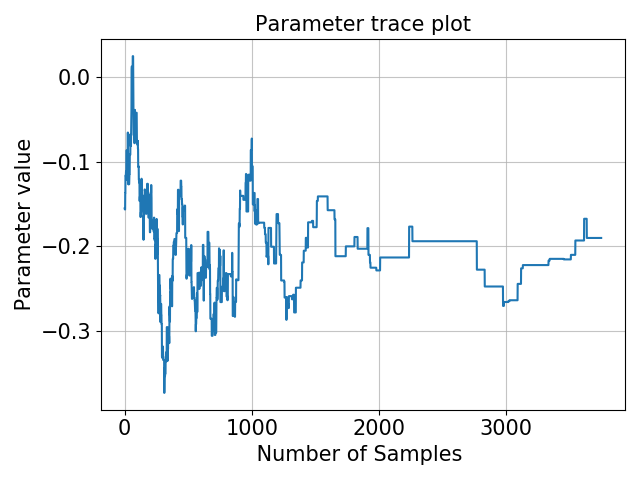 Parameter trace plot
Parameter value
0.0
−0.1
−0.2
−0.3
0 1000 2000 3000
Number of Samples